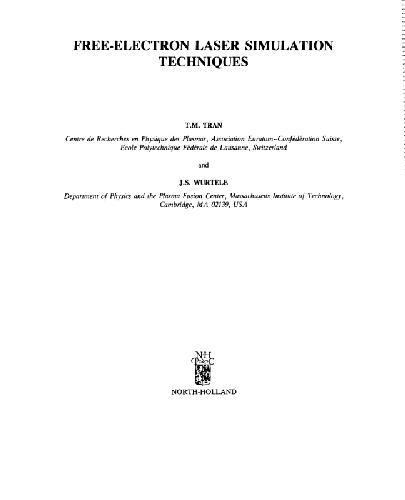 FREE-ELECTRON LASER SIMULATION
TECHNIQUES
T.M. TRAN
Centre de Recherches en Physique des Plasmas, Association Euratom–Confédération Suisse,
Ecole Polytechnique Fédérale de Lausanne, Switzerland
and
J.S. WURTELE
Department of Physics and the Plasma Fusion Center, Massachusetts Institute of Technology,
Cambridge, MA 02139, USA
NORTH-HOLLAND